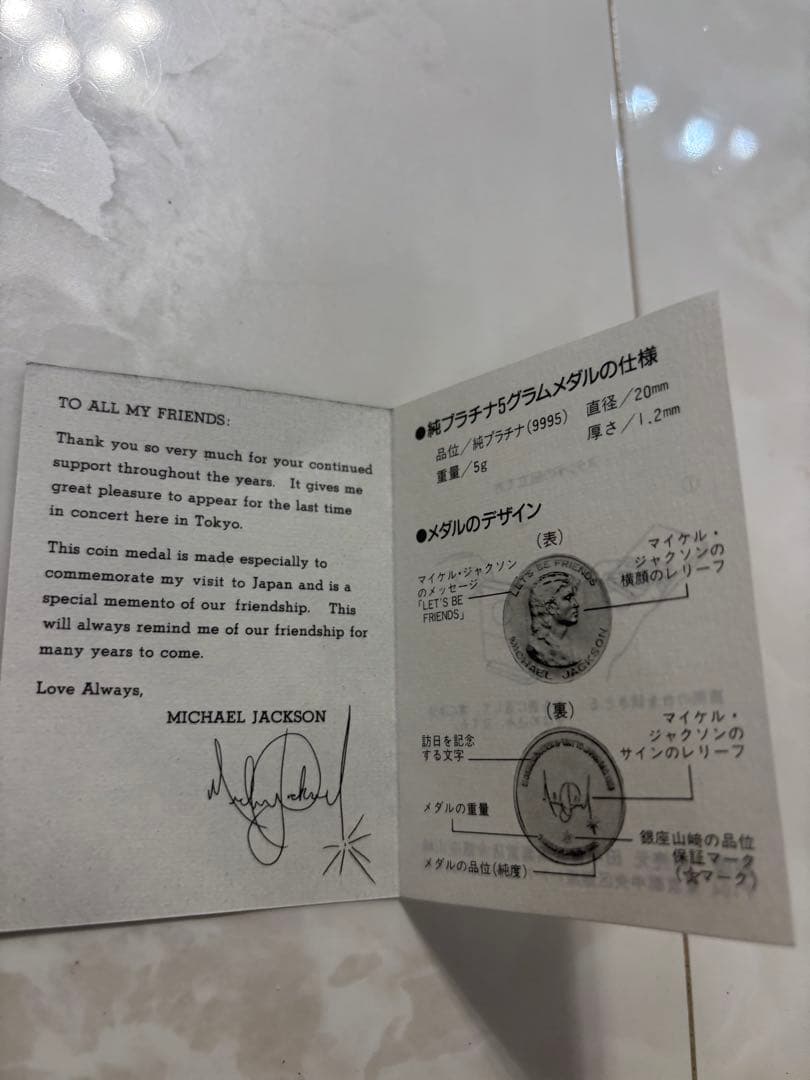 TO ALL MY FRIENDS:
Thank you so very much for your continued
support throughout the years. It gives me
great pleasure to appear for the last time
in concert here in Tokyo.
This coin medal is made especially to
commemorate my visit to Japan and is a
special memento of our friendship. This
will always remind me of our friendship for
many years to come.
Love Always,
MICHAEL JACKSON
●純プラチナ5グラムメダルの仕様
品位/純プラチナ(9995) 直径/20mm
重量/5g 厚さ/1.2mm
●メダルのデザイン
(表)
マイケル・ジャクソン
のメッセージ
「LET'S BE
FRIENDS」
LET'S BE FRIENDS
MICHAEL JACKSON
マイケル・
ジャクソンの
横顔のレリーフ
(裏)
訪日を記念
する文字
メダルの重量
メダルの品位(純度)
マイケル・
ジャクソンの
サインのレリーフ
銀座山崎の品位
保証マーク
(☆マーク)